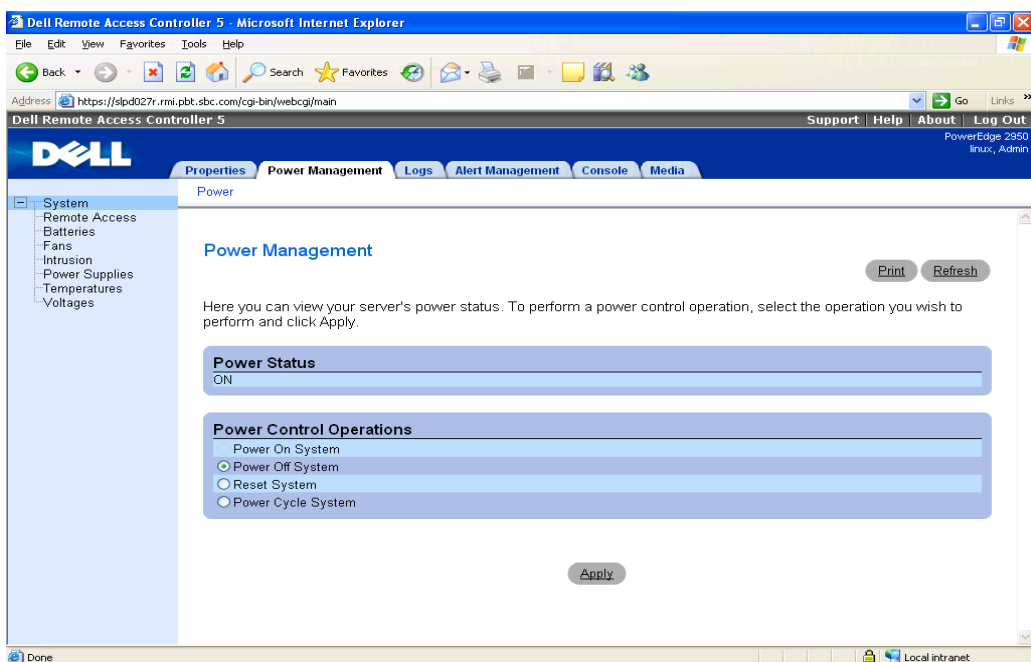 Dell Remote Access Controller 5 - Microsoft Internet Explorer
File Edit View Favorites Tools Help
Back Search Favorites
Address https://slpd027r.rmi.pbt.sbc.com/cgi-bin/webcgi/main Go Links »
Dell Remote Access Controller 5 Support Help About Log Out
PowerEdge 2950
linux, Admin
DELL
Properties Power Management Logs Alert Management Console Media
Power
System
Remote Access
Batteries
Fans
Intrusion
Power Supplies
Temperatures
Voltages
Power Management
Print Refresh
Here you can view your server's power status. To perform a power control operation, select the operation you wish to
perform and click Apply.
Power Status
ON
Power Control Operations
Power On System
Power Off System
Reset System
Power Cycle System
Apply
Done Local intranet